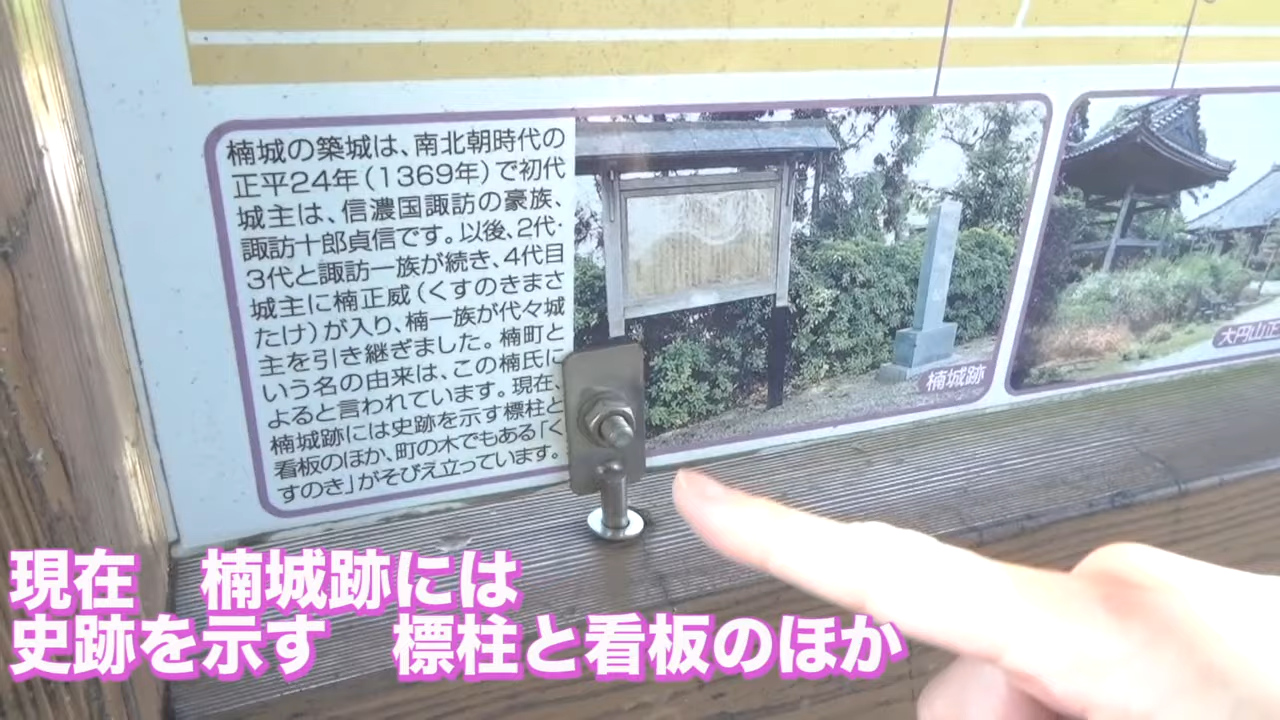 楠城の築城は、南北朝時代の
正平24年(1369年)で初代
城主は、信濃国諏訪の豪族、
諏訪十郎貞信です。以後、2代・
3代と諏訪一族が続き、4代目
城主に楠正威(くすのきまさ
たけ)が入り、楠一族が代々城
主を引き継ぎました。楠町と
いう名の由来は、この楠氏に
よると言われています。現在、
楠城跡には史跡を示す標柱と
看板のほか、町の木でもある「く
すのき」がそびえ立っています。
楠城跡
大円山正
現在　楠城跡には
史跡を示す　標柱と看板のほか